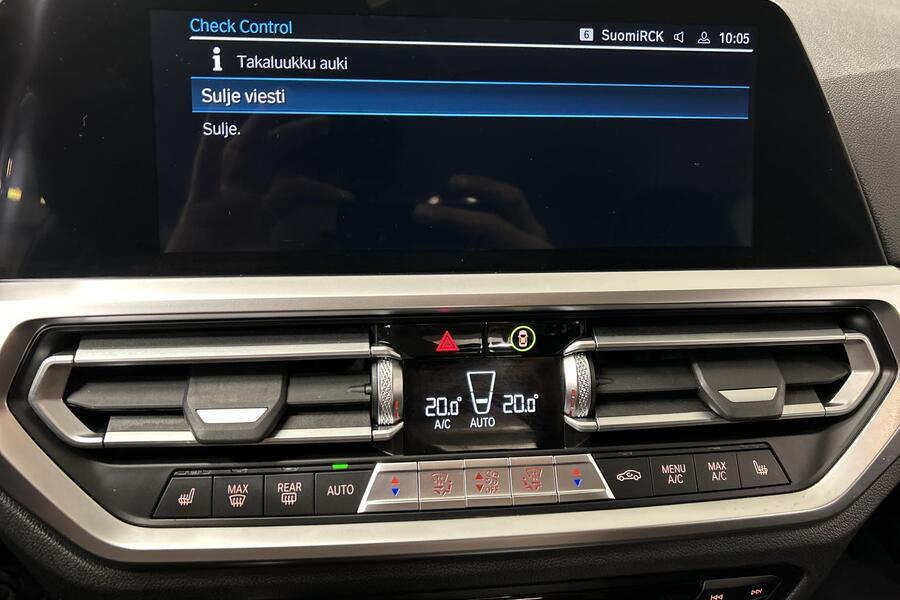 Check Control
6 SuomiRCK 10:05
i Takaluukku auki
Sulje viesti
Sulje.
20.0° 20.0°
A/C AUTO
MAX
REAR
AUTO
OFF
MENU A/C
MAX A/C